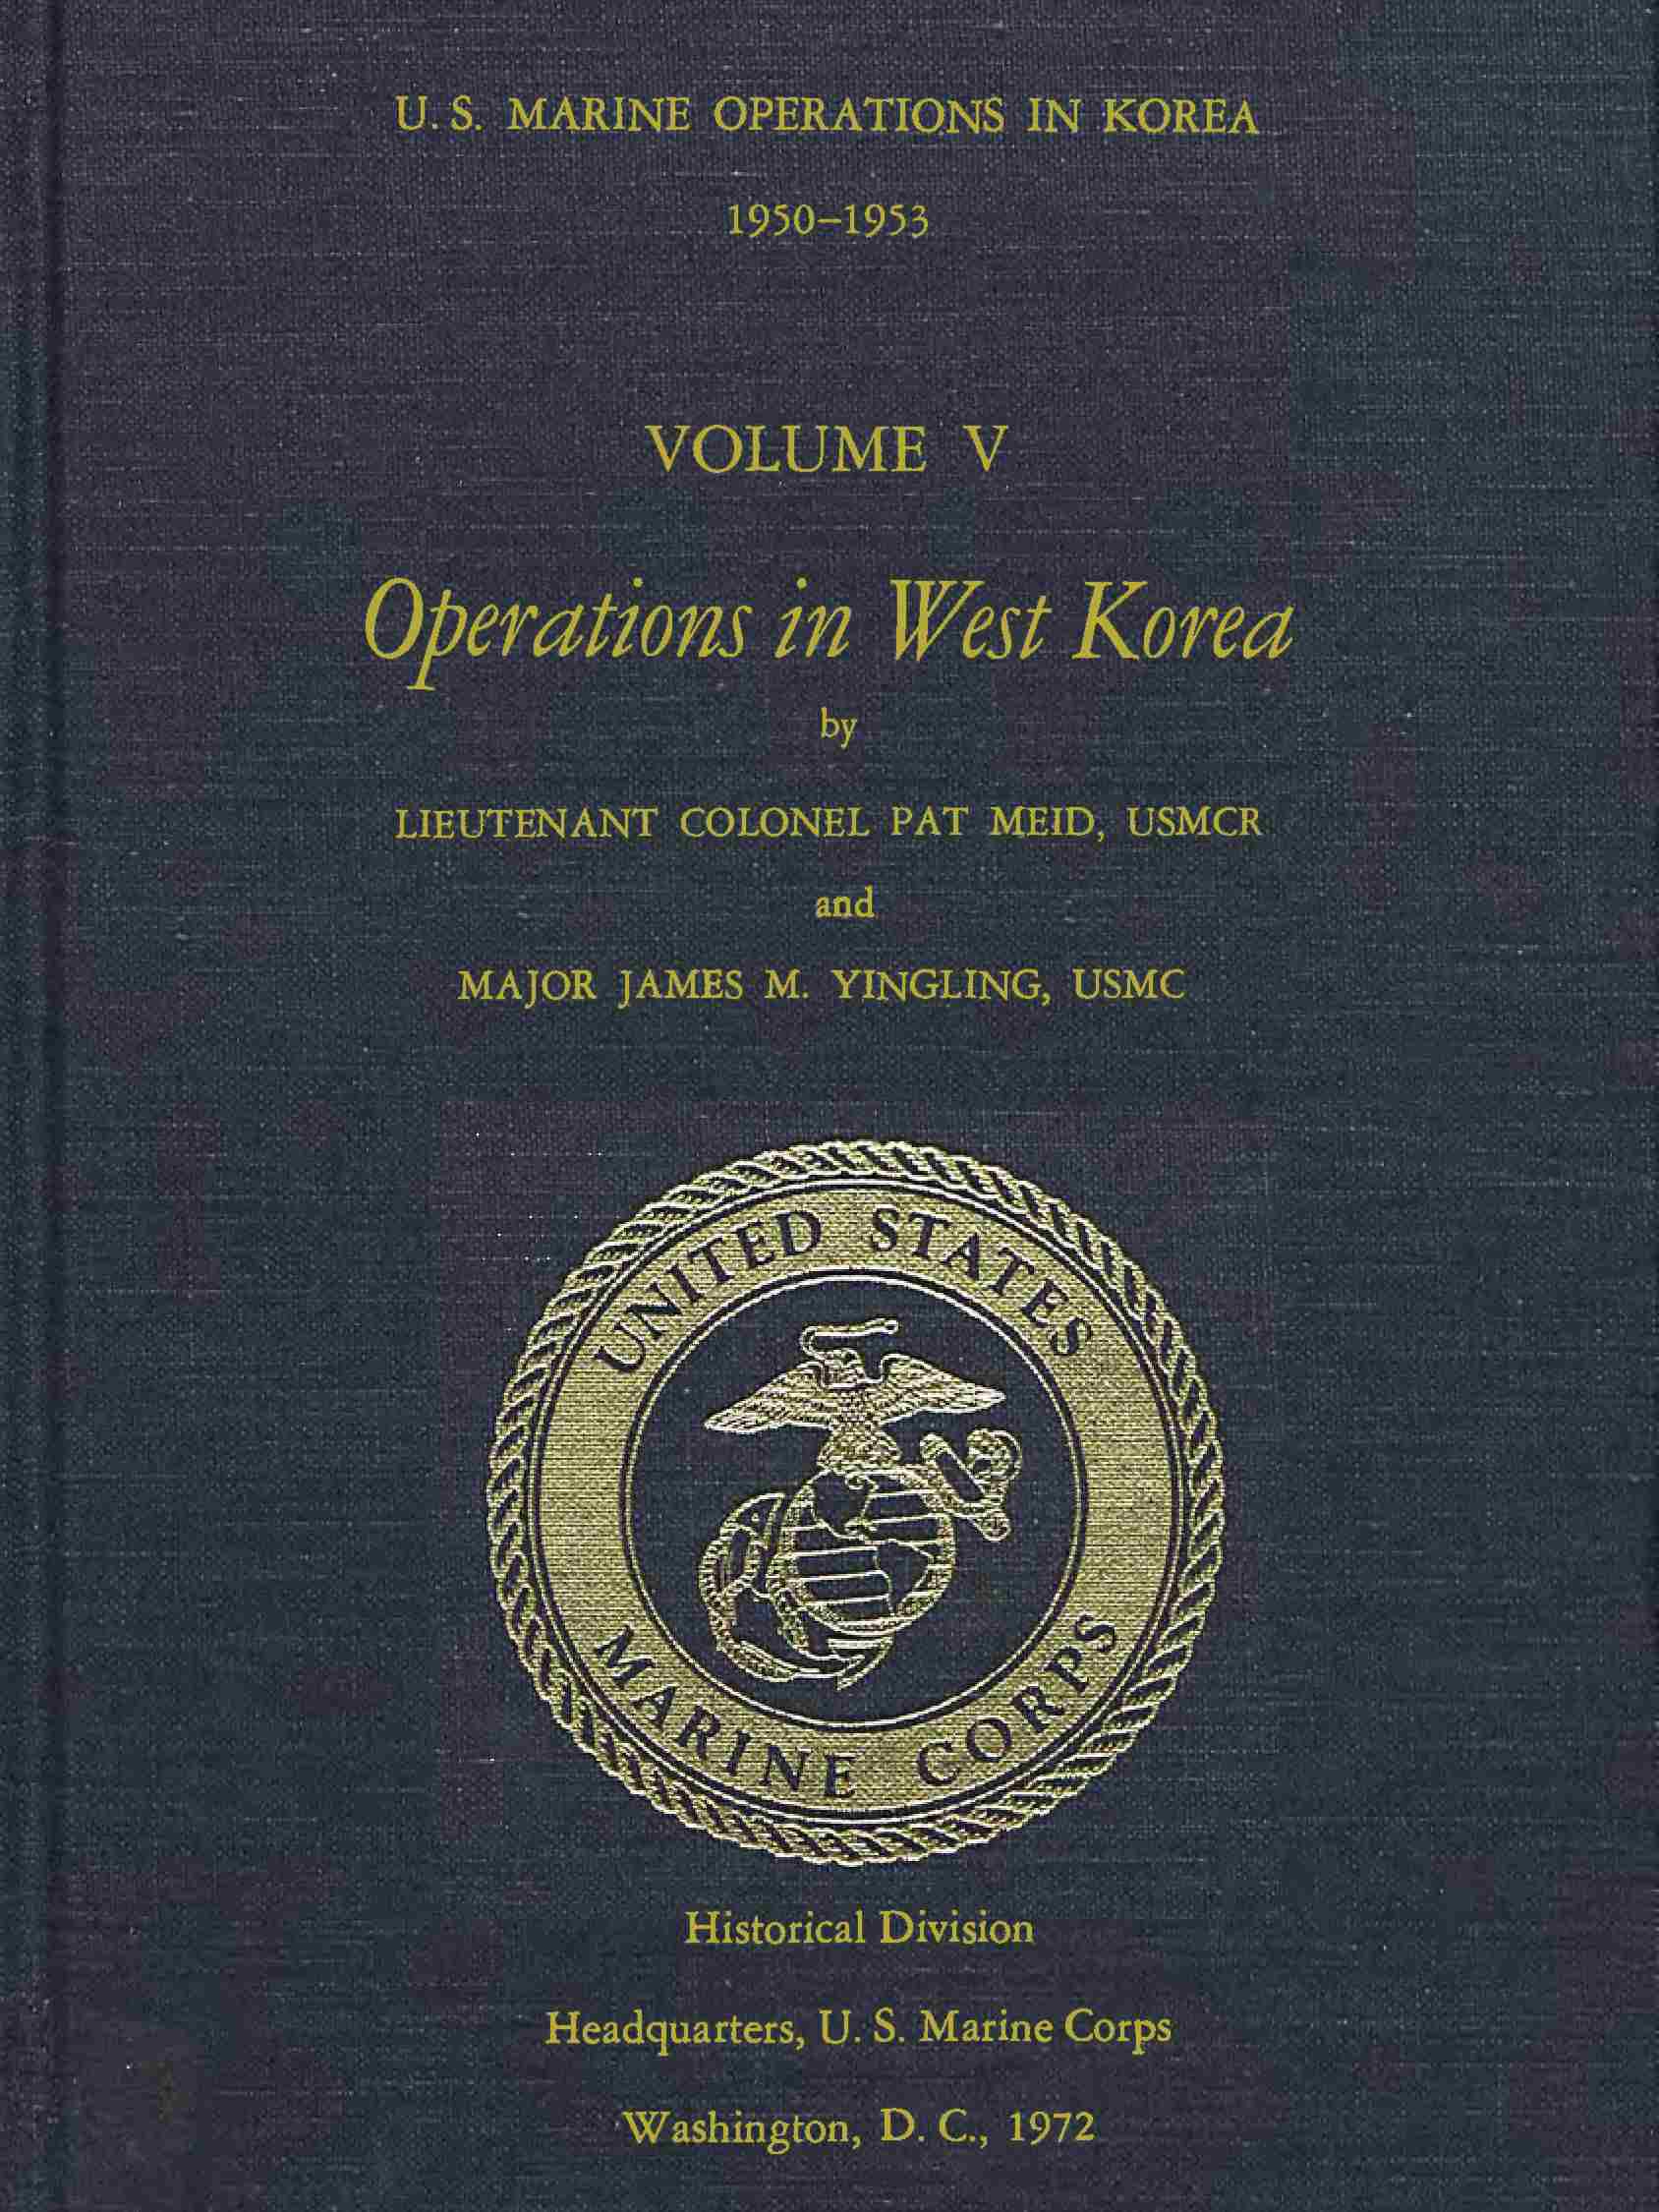 U. S. MARINE OPERATIONS IN KOREA
1950–1953
VOLUME V
Operations in West Korea
by
LIEUTENANT COLONEL PAT MEID, USMCR
and
MAJOR JAMES M. YINGLING, USMC
UNITED STATES
MARINE CORPS
Historical Division
Headquarters, U. S. Marine Corps
Washington, D. C., 1972